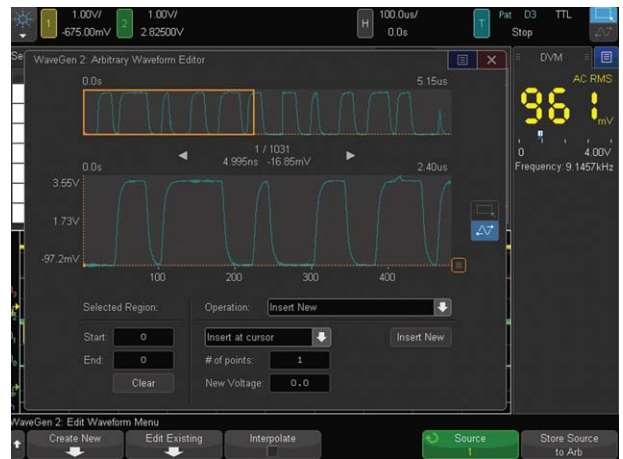 1 1.00V/ 2 1.00V/ H 100.0us/ T Pat D3 TTL
-675.00mV 2.82500V 0.0s Stop
WaveGen 2: Arbitrary Waveform Editor
DVM
0.0s 5.15us
AC RMS
961 mV
1 / 1031
4.995ns -16.85mV
0 4.00V
Frequency: 9.1457kHz
0.0s 2.40us
3.55V
1.73V
-97.2mV
100 200 300 400
Selected Region: Operation: Insert New
Start: 0 Insert at cursor Insert New
End: 0 # of points: 1
Clear New Voltage: 0.0
WaveGen 2: Edit Waveform Menu
Create New Edit Existing Interpolate Source Store Source
1 to Arb